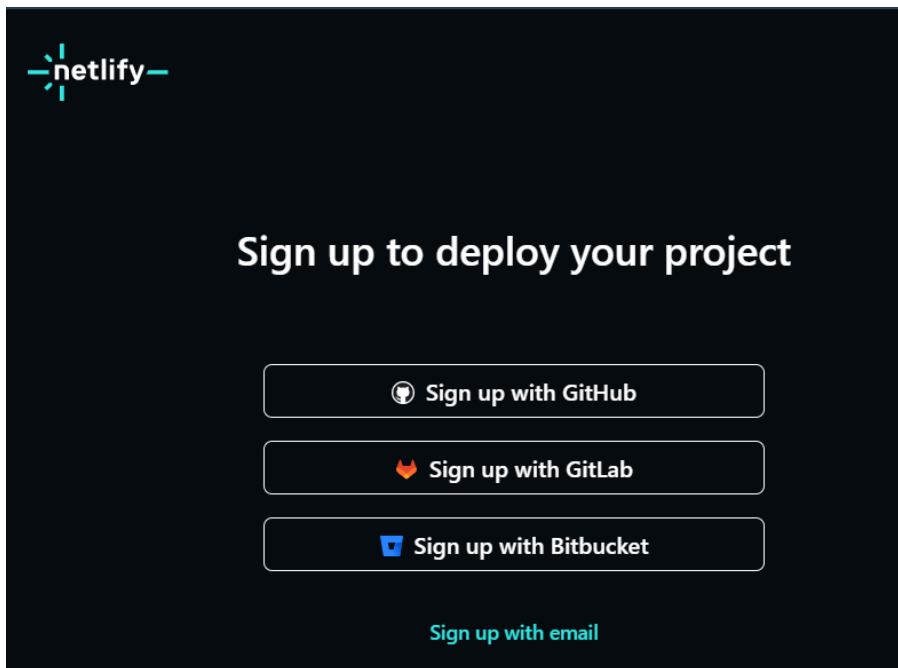 netlify
Sign up to deploy your project
Sign up with GitHub
Sign up with GitLab
Sign up with Bitbucket
Sign up with email